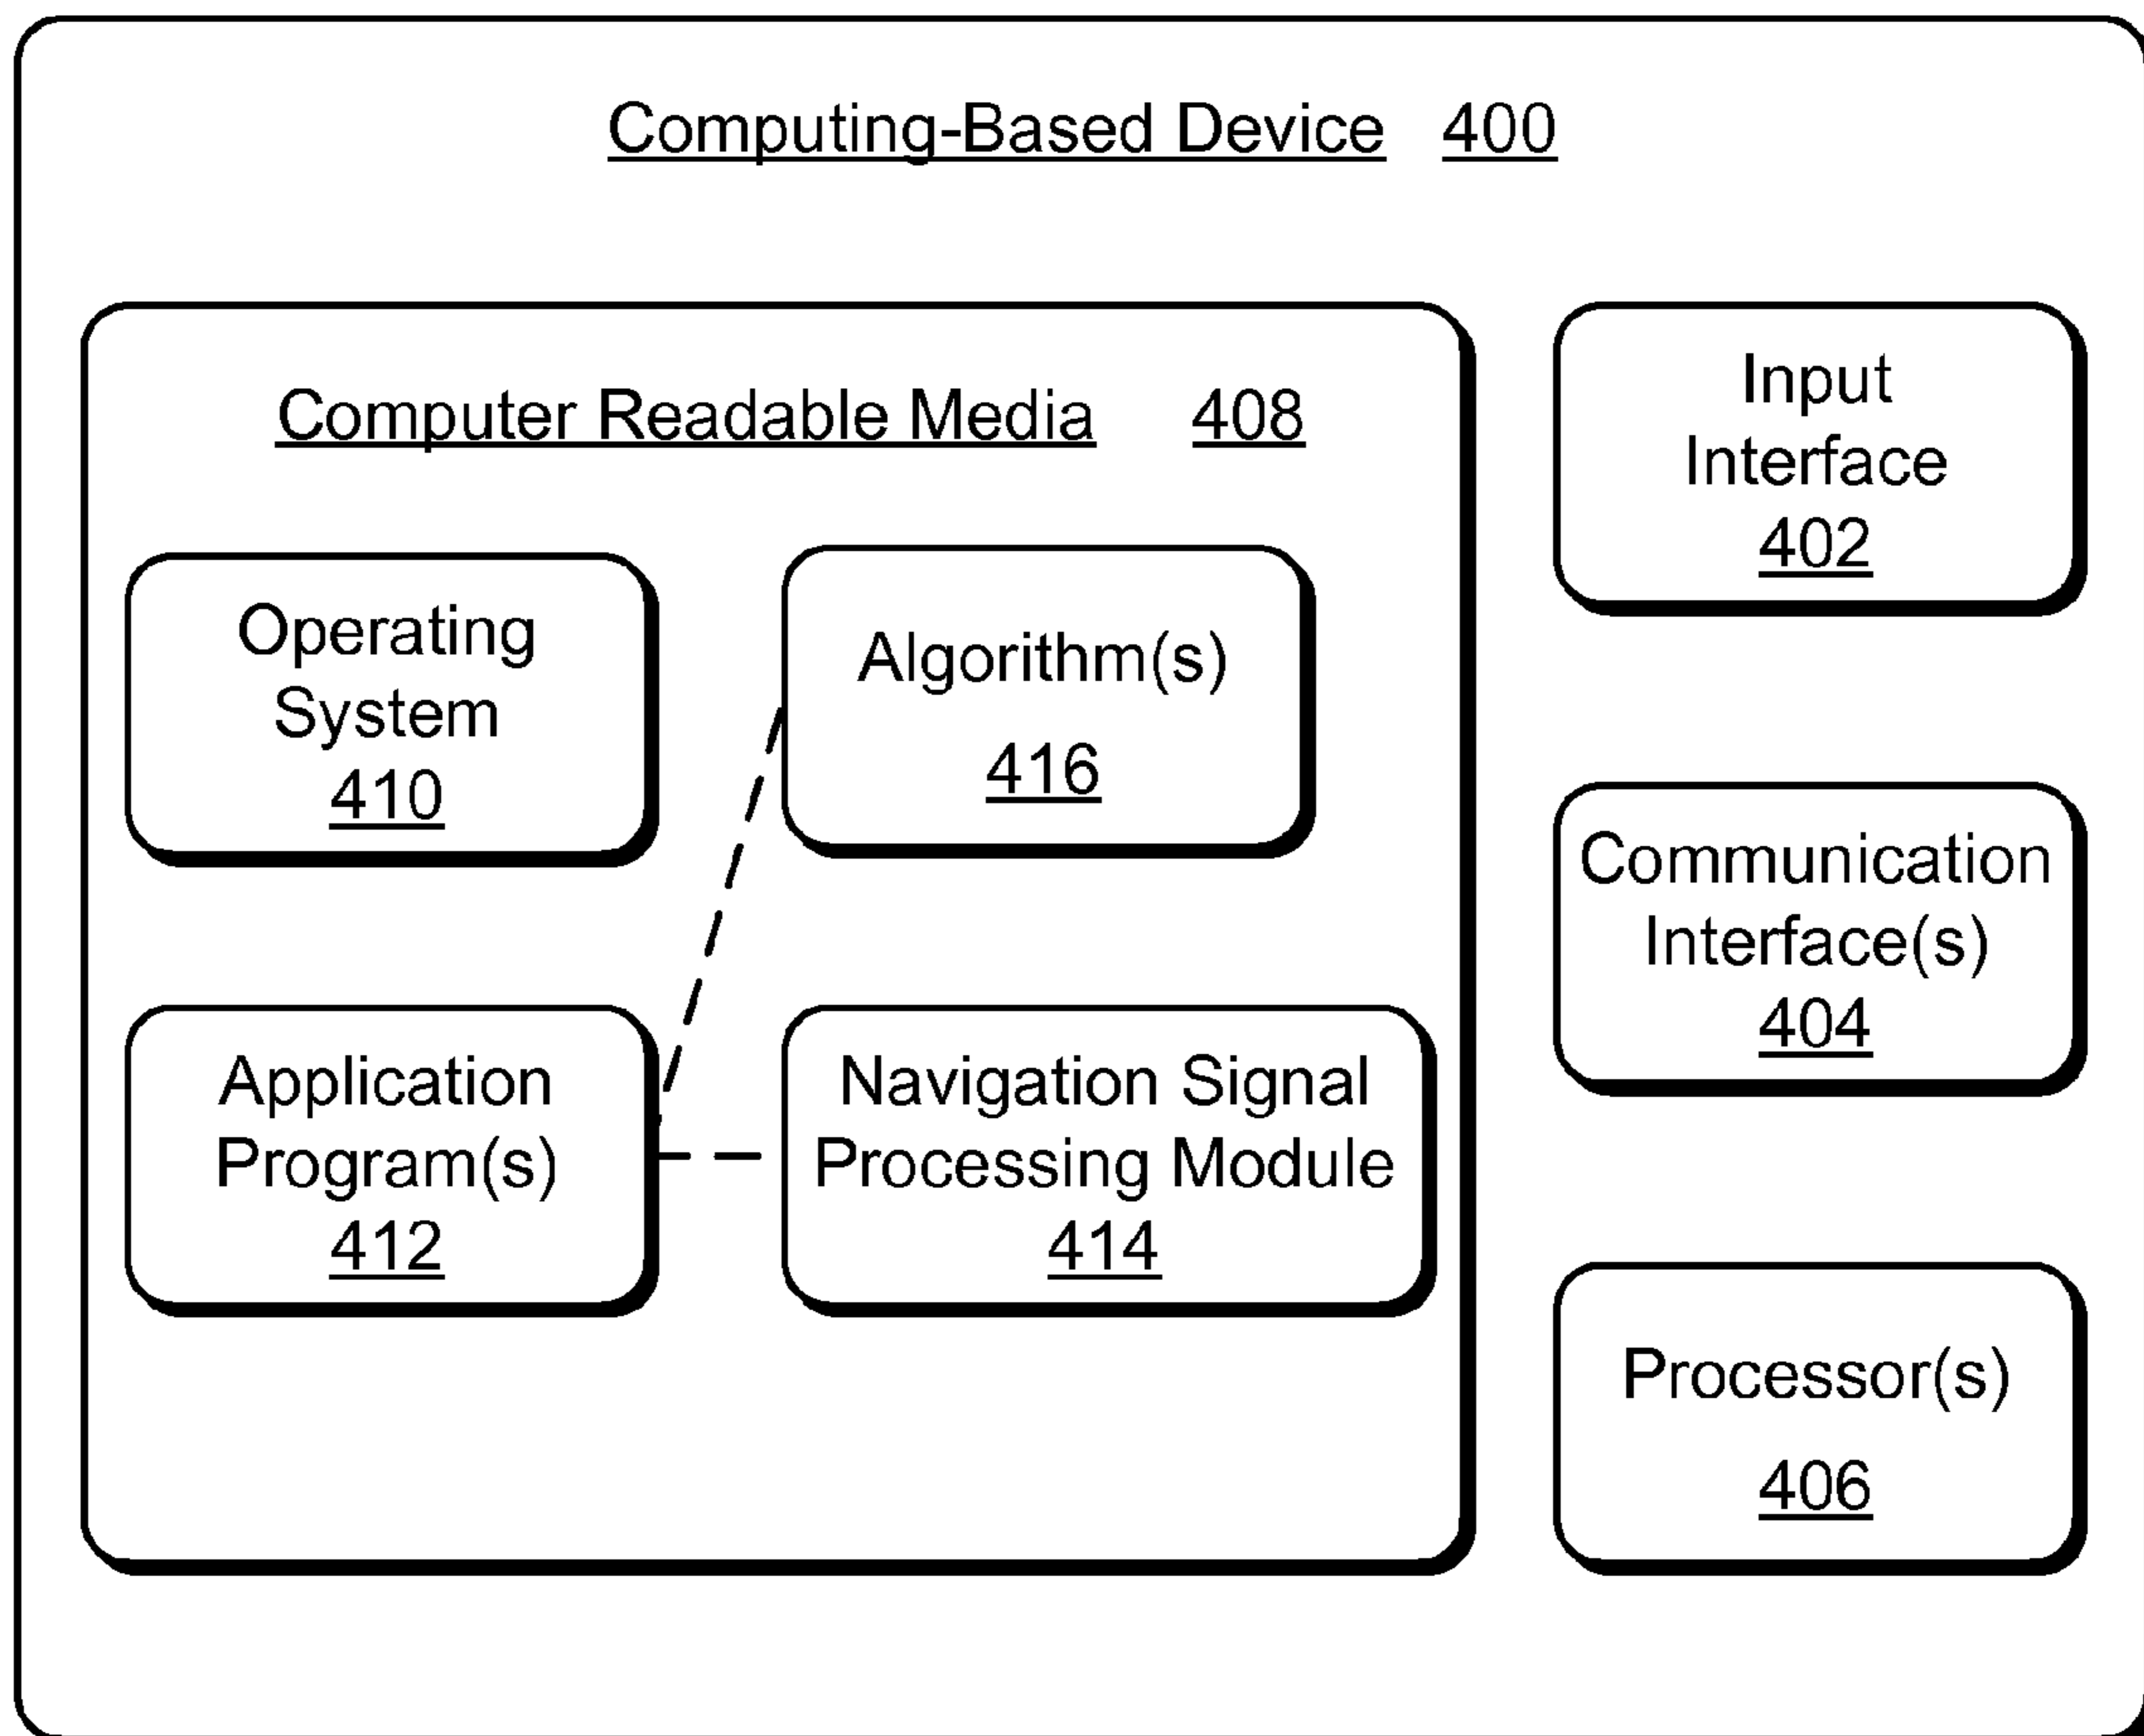 Computing-Based Device 400
Computer Readable Media 408
Operating
System
410
Algorithm(s)
416
Application
Program(s)
412
Navigation Signal
Processing Module
414
Input
Interface
402
Communication
Interface(s)
404
Processor(s)
406